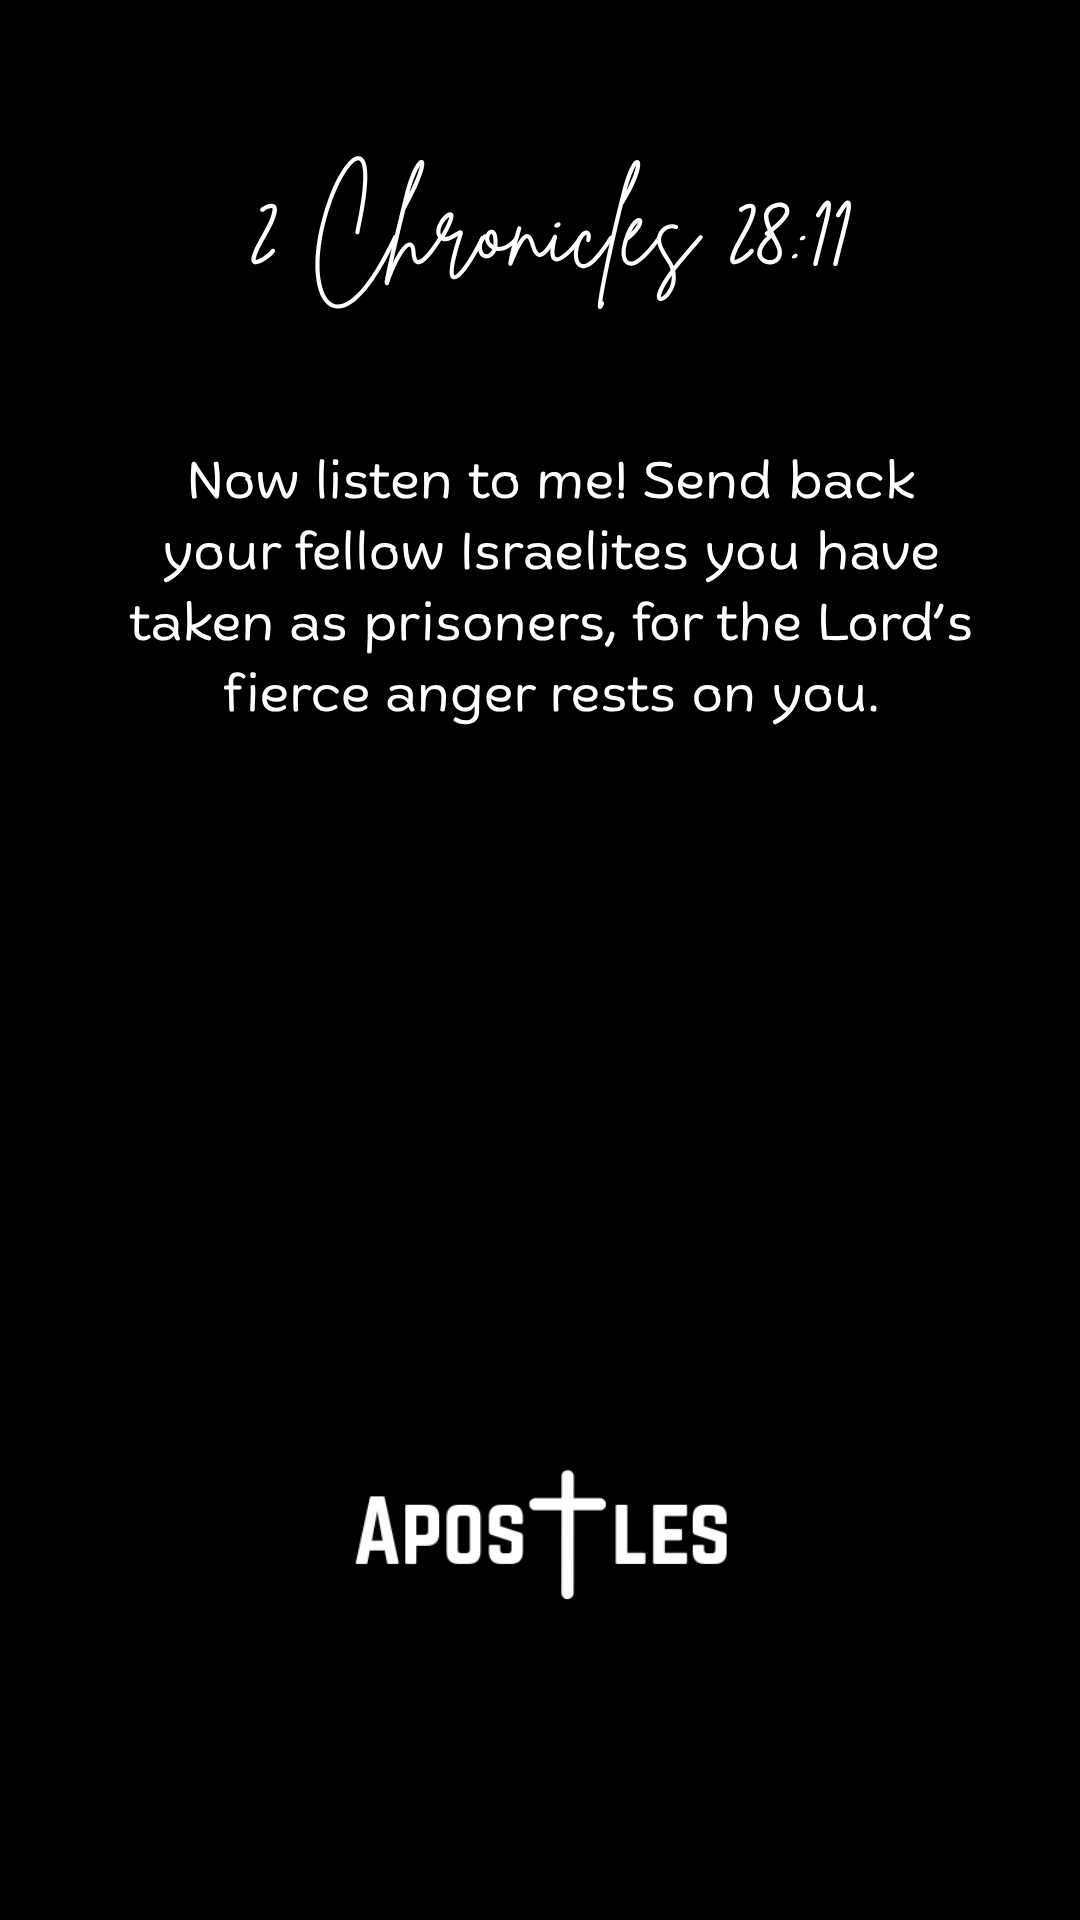 2 Chronicles 28:11
Now listen to me! Send back
your fellow Israelites you have
taken as prisoners, for the Lord’s
fierce anger rests on you.
APOSTLES